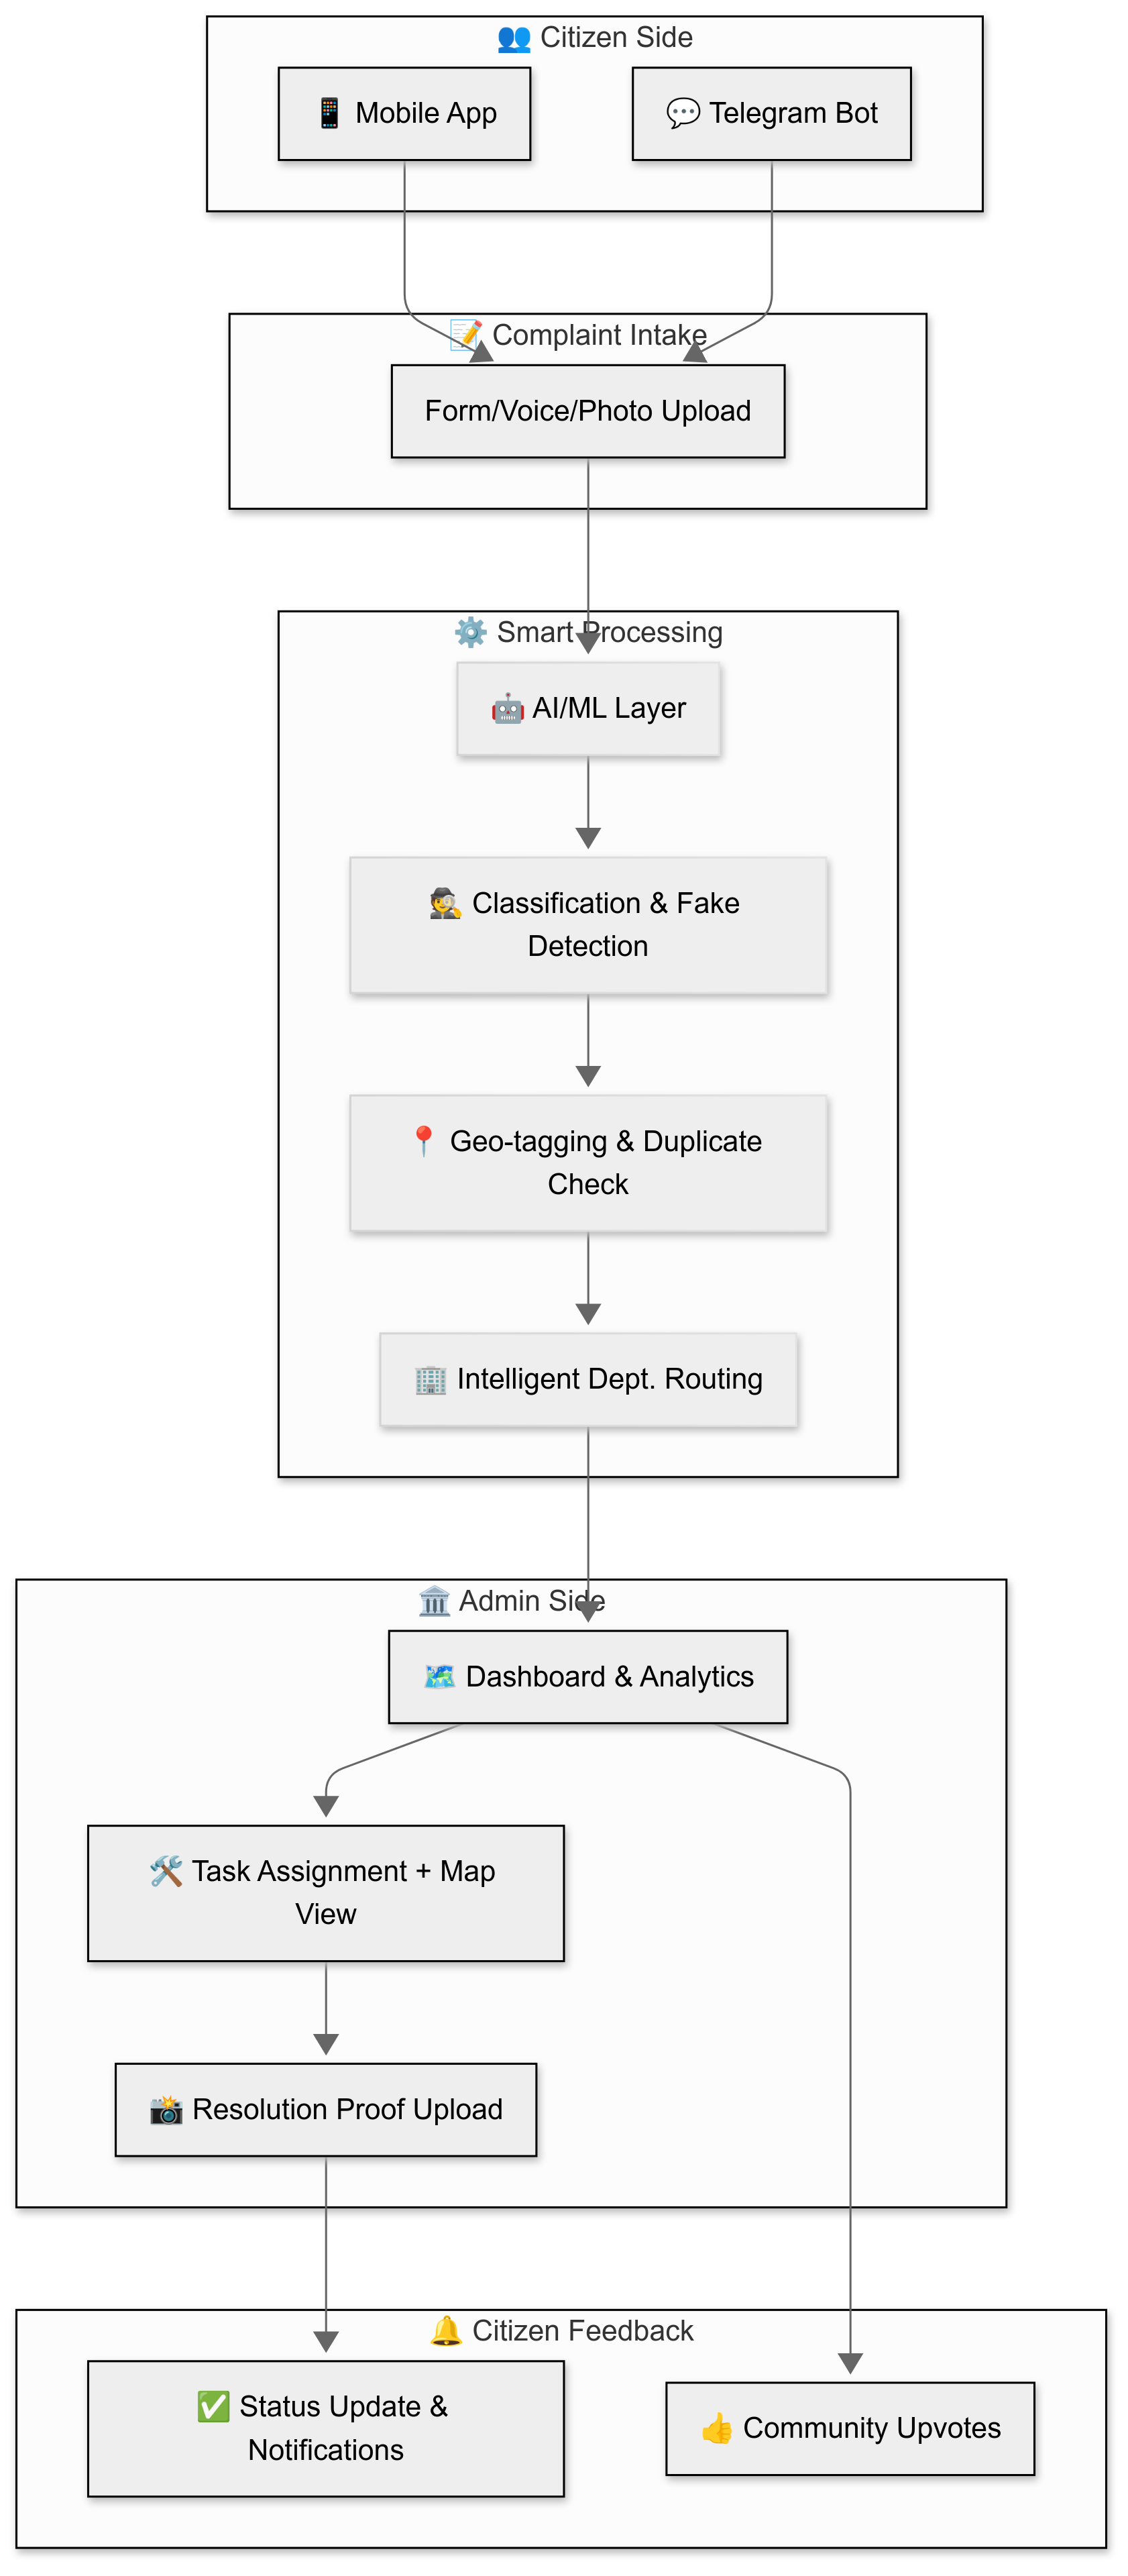 👥 Citizen Side
📱 Mobile App
💬 Telegram Bot
📝 Complaint Intake
Form/Voice/Photo Upload
⚙️ Smart Processing
🤖 AI/ML Layer
🕵️ Classification & Fake
Detection
📍 Geo-tagging & Duplicate
Check
🏢 Intelligent Dept. Routing
🏛️ Admin Side
🗺️ Dashboard & Analytics
🛠️ Task Assignment + Map
View
📸 Resolution Proof Upload
🔔 Citizen Feedback
✅ Status Update &
Notifications
👍 Community Upvotes